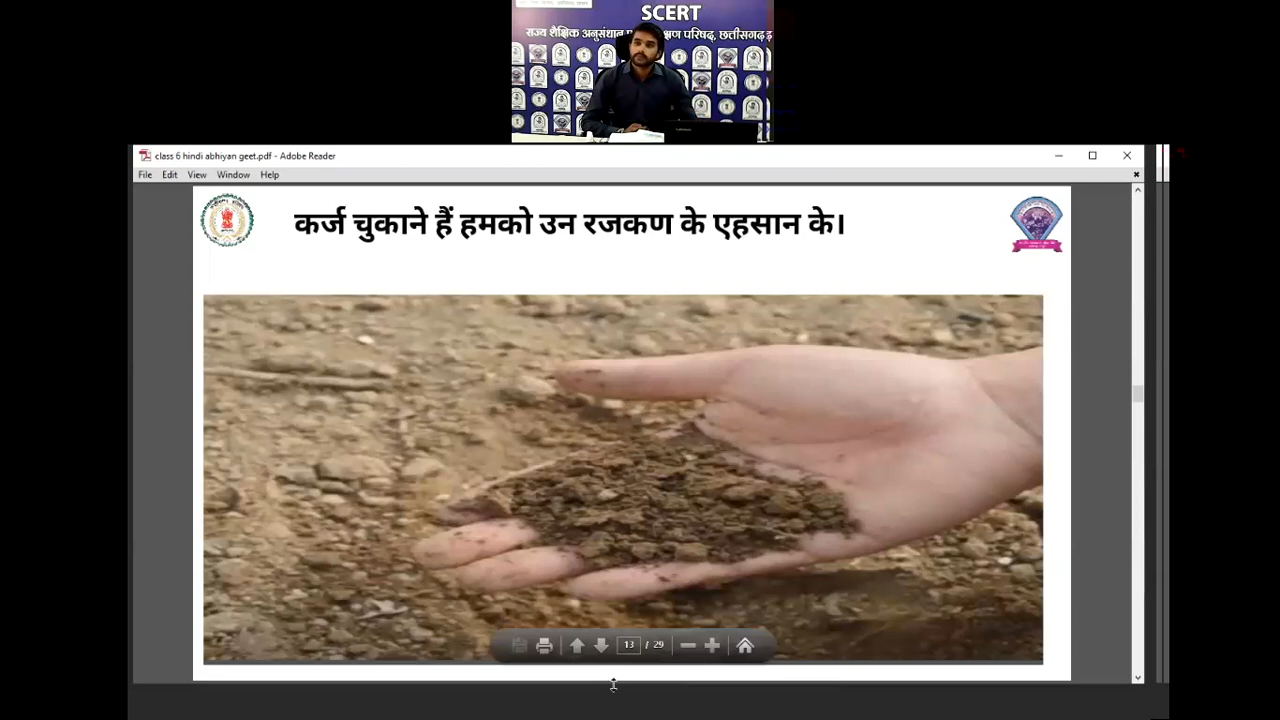 SCERT
राज्य शैक्षिक अनुसंधान
क्षण परिषद्, छत्तीसगढ़
class 6 hindi abhiyan geet.pdf - Adobe Reader
File Edit View Window Help
कर्ज चुकाने हैं हमको उन रजकण के एहसान के।
13 / 29